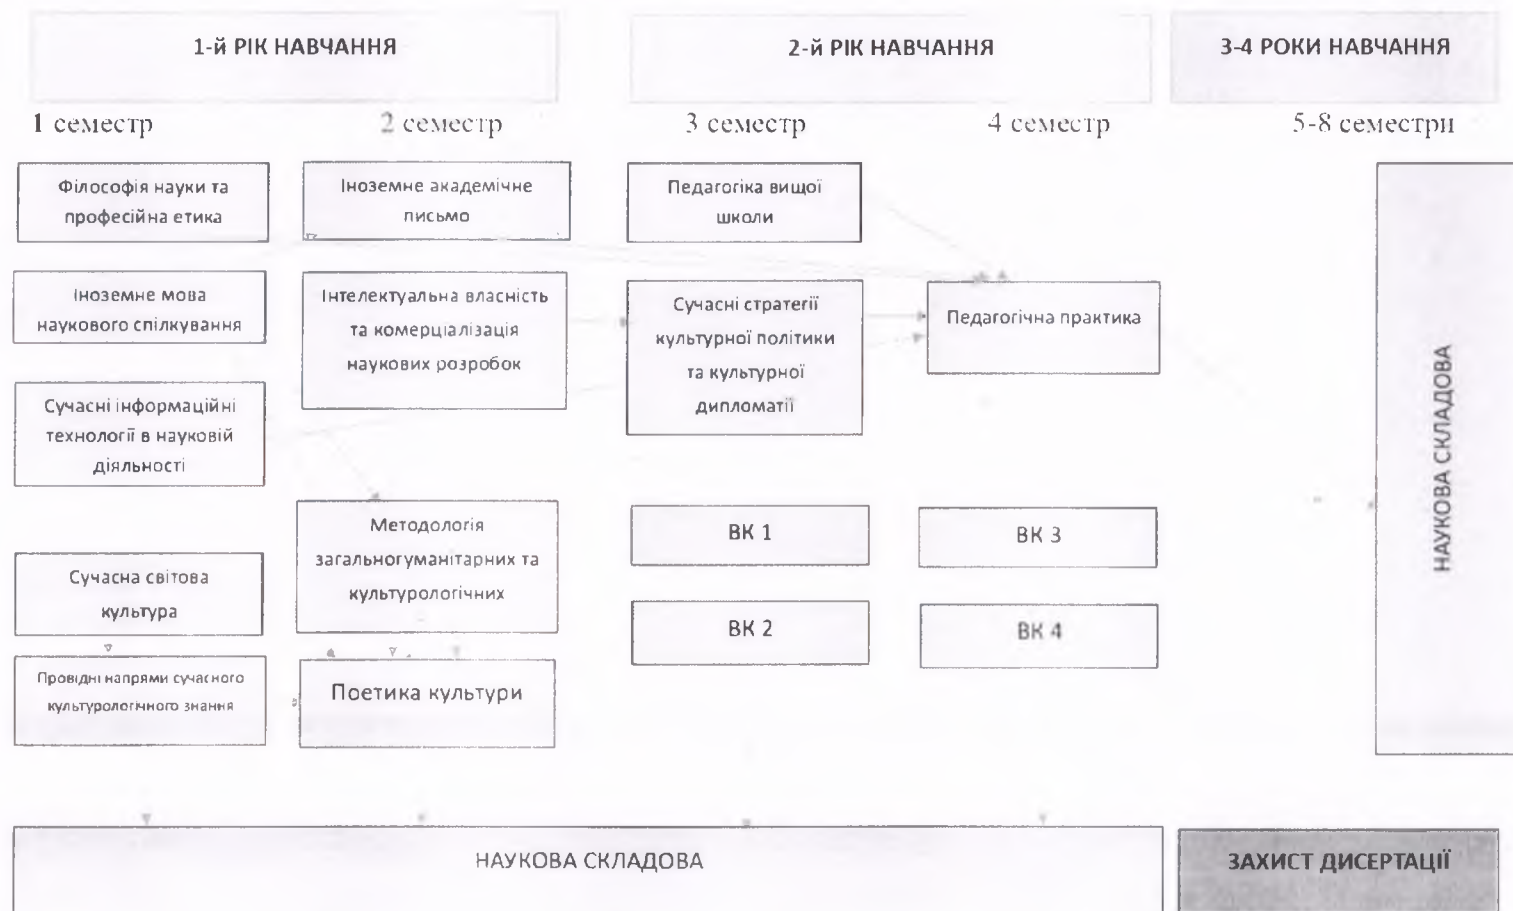 1-й РІК НАВЧАННЯ
2-й РІК НАВЧАННЯ
3-4 РОКИ НАВЧАННЯ
1 семестр
2 семестр
3 семестр
4 семестр
5-8 семестри
Філософія науки та
професійна етика
Іноземне академічне
письмо
Педагогіка вищої
школи
Іноземне мова
наукового спілкування
Інтелектуальна власність
та комерціалізація
наукових розробок
Сучасні стратегії
культурної політики
та культурної
дипломатії
Педагогічна практика
Сучасні інформаційні
технології в науковій
діяльності
Методологія
загальногуманітарних та
культурологічних
ВК 1
ВК 3
Сучасна світова
культура
ВК 2
ВК 4
Провідні напрями сучасного
культурологічного знання
Поетика культури
НАУКОВА СКЛАДОВА
НАУКОВА СКЛАДОВА
ЗАХИСТ ДИСЕРТАЦІЇ